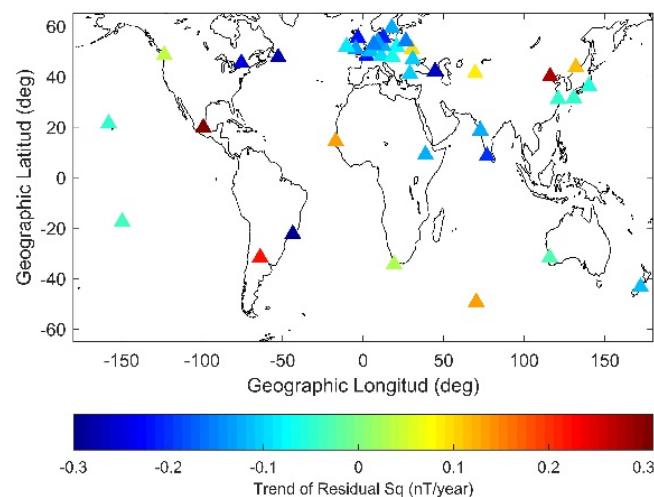 60
40
20
0
-20
-40
-60
Geographic Latitud (deg)
-150 -100 -50 0 50 100 150
Geographic Longitud (deg)
-0.3 -0.2 -0.1 0 0.1 0.2 0.3
Trend of Residual Sq (nT/year)